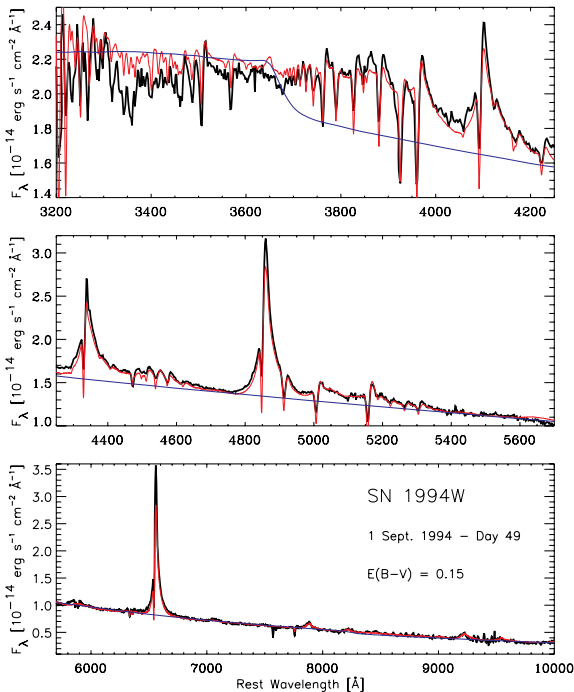 2.4
2.2
2.0
1.8
1.6
1.4
F_λ [10⁻¹⁴ erg s⁻¹ cm⁻² Å⁻¹]
3200 3400 3600 3800 4000 4200
3.0
2.5
2.0
1.5
1.0
F_λ [10⁻¹⁴ erg s⁻¹ cm⁻² Å⁻¹]
4400 4600 4800 5000 5200 5400 5600
3.5
3.0
2.5
2.0
1.5
1.0
0.5
F_λ [10⁻¹⁴ erg s⁻¹ cm⁻² Å⁻¹]
SN 1994W
1 Sept. 1994 − Day 49
E(B−V) = 0.15
6000 7000 8000 9000 10000
Rest Wavelength [Å]